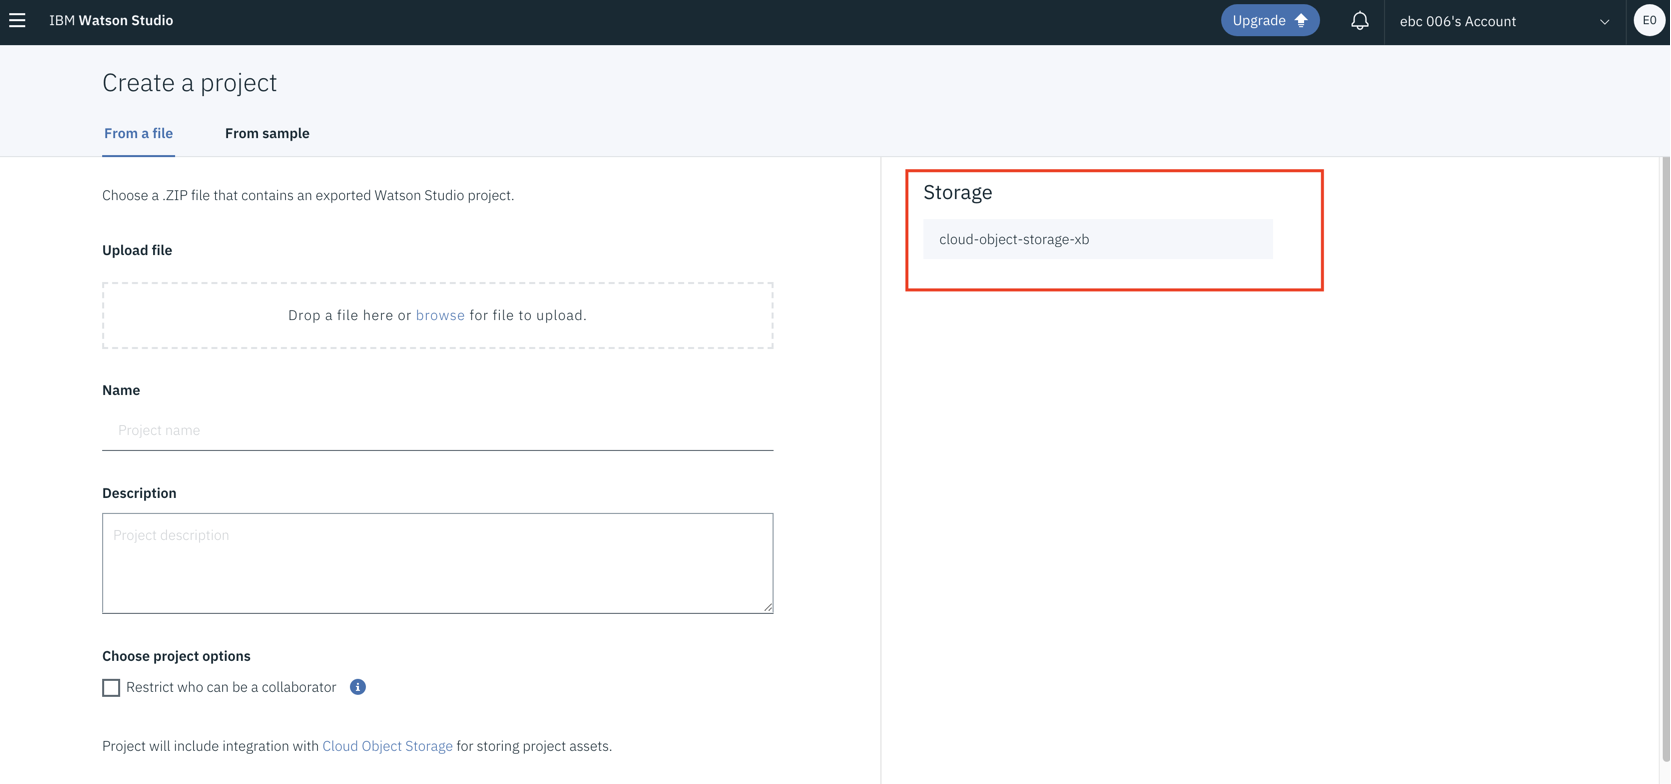 IBM Watson Studio
Upgrade
ebc 006's Account
E0
Create a project
From a file
From sample
Choose a .ZIP file that contains an exported Watson Studio project.
Upload file
Drop a file here or browse for file to upload.
Name
Project name
Description
Project description
Choose project options
Restrict who can be a collaborator
Project will include integration with Cloud Object Storage for storing project assets.
Storage
cloud-object-storage-xb